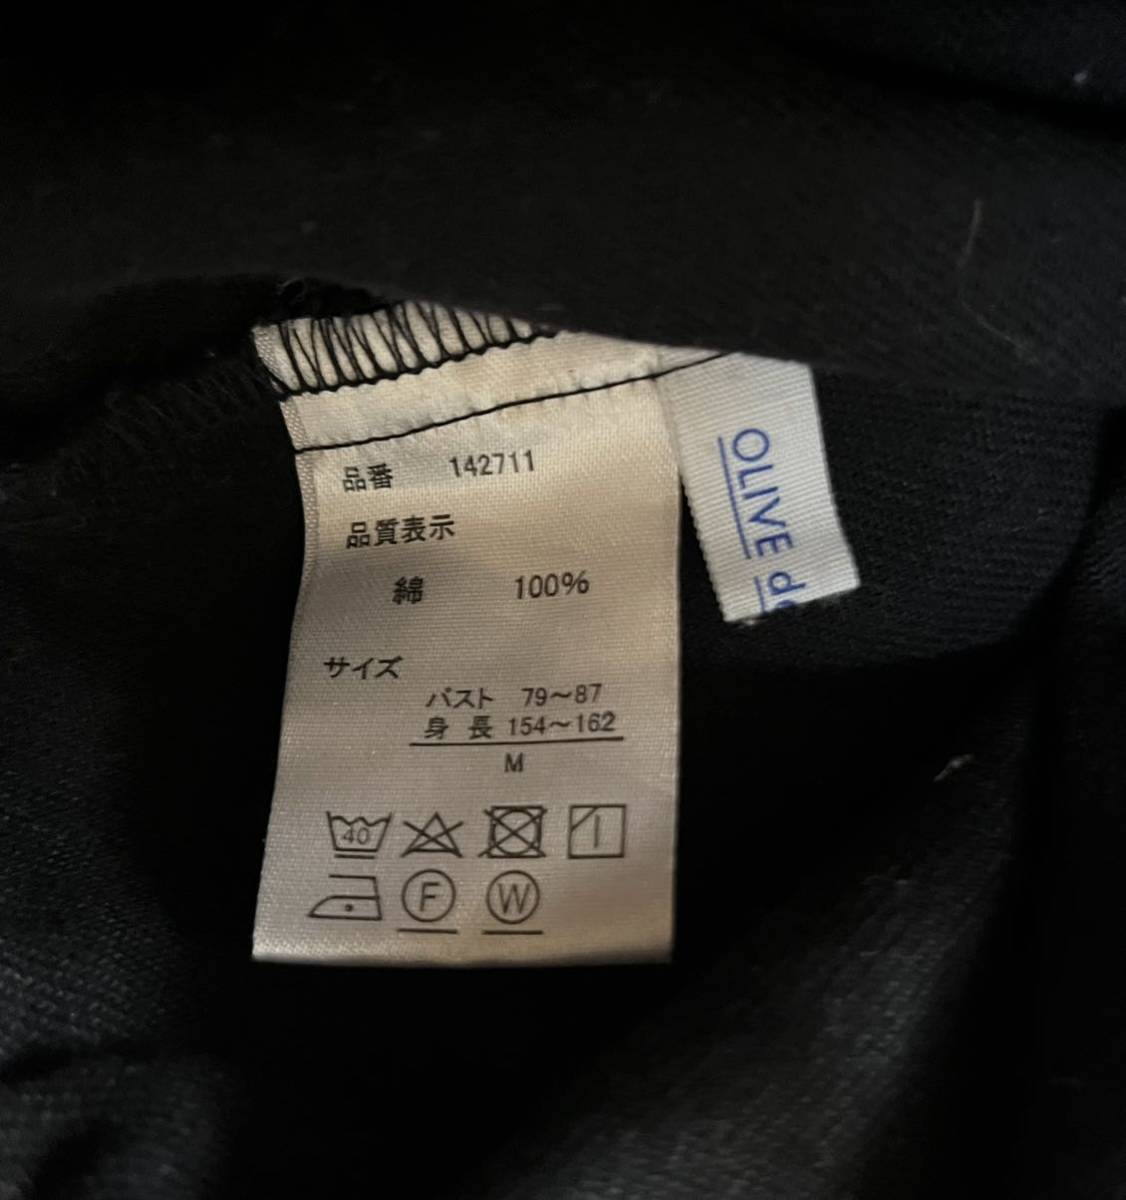 品番 142711
品質表示
綿 100%
サイズ
バスト 79～87
身 長 154～162
M
40
F W
OLIVE